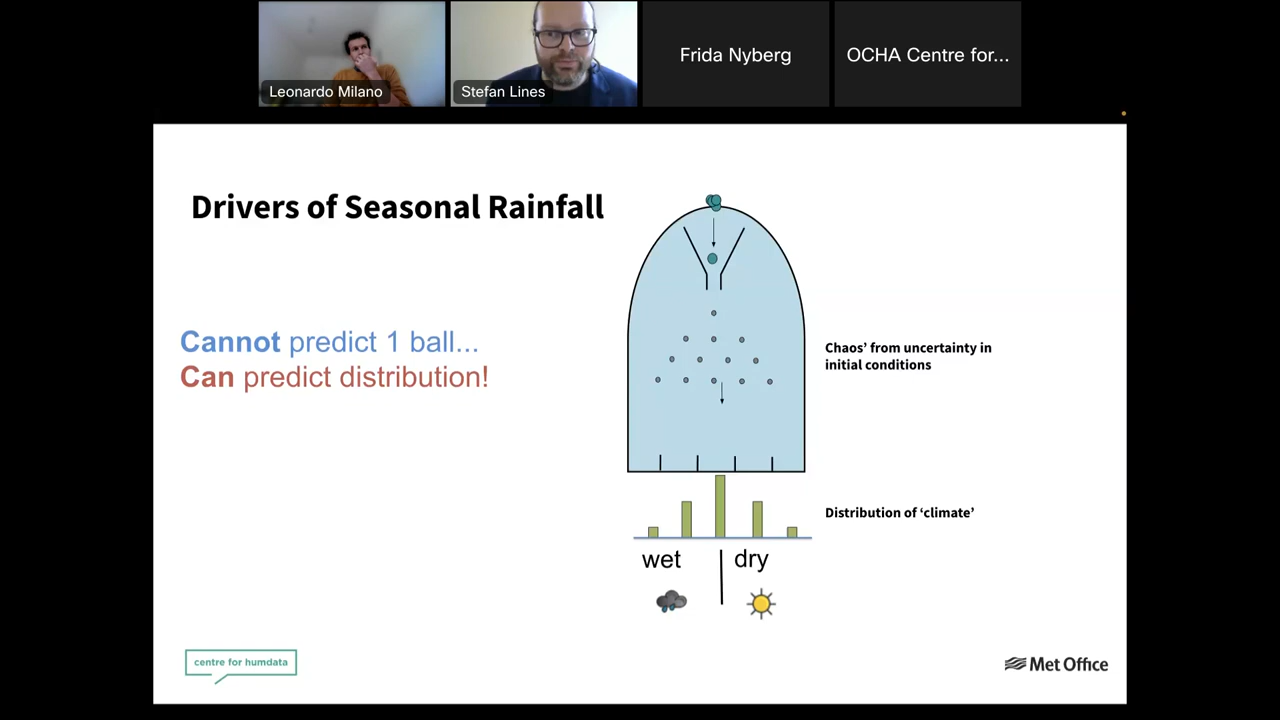 Leonardo Milano
Stefan Lines
Frida Nyberg
OCHA Centre for...
Drivers of Seasonal Rainfall
Cannot predict 1 ball...
Can predict distribution!
Chaos’ from uncertainty in
initial conditions
Distribution of ‘climate’
wet
dry
centre for humdata
Met Office